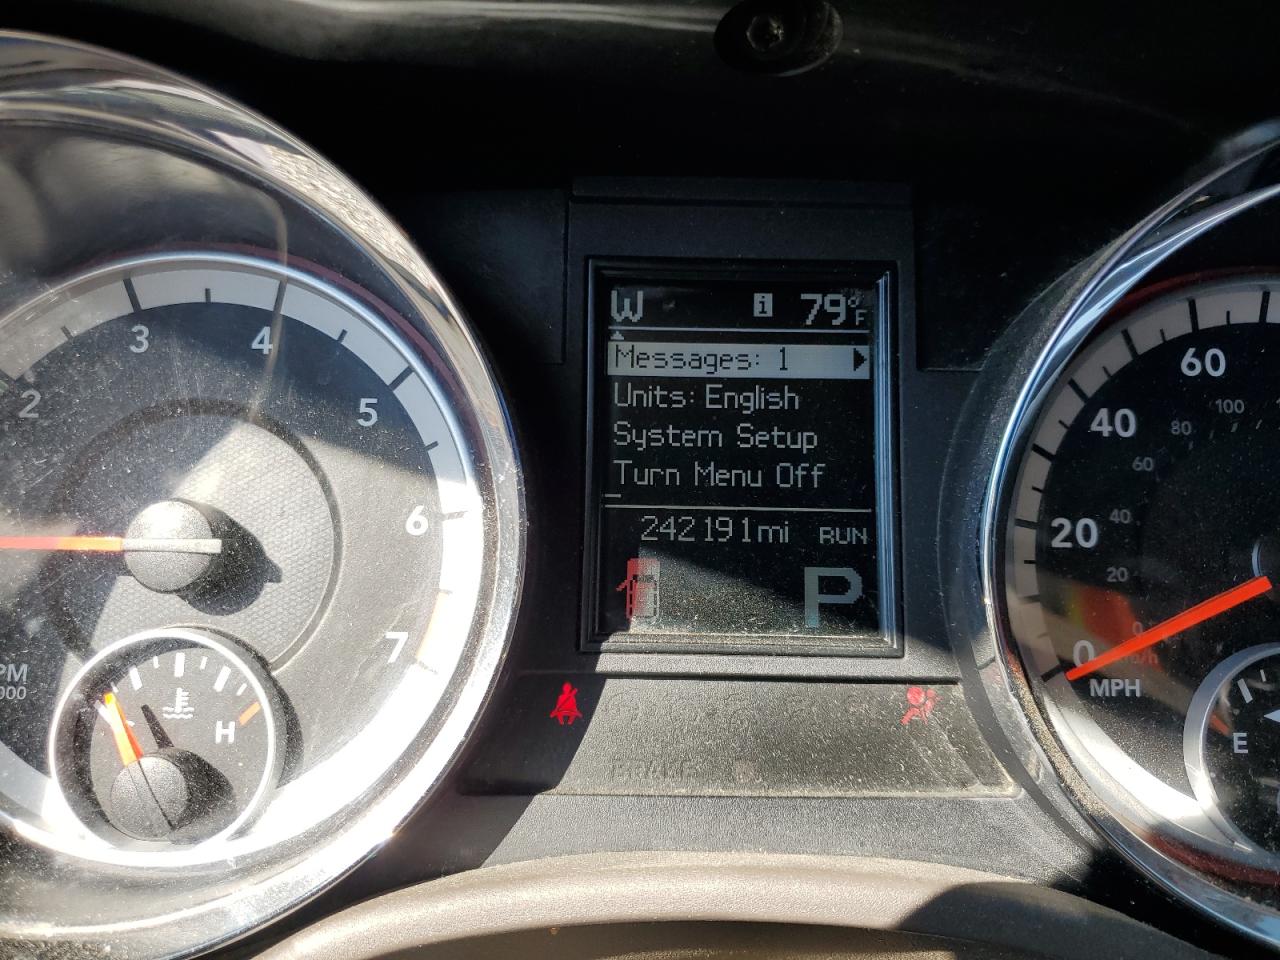 W i 79°F
Messages: 1
Units: English
System Setup
Turn Menu Off
242191mi RUN
P
2 3 4 5 6 7
H
0 20 40 60
20 40 60 80 100
MPH
E
BRAKE